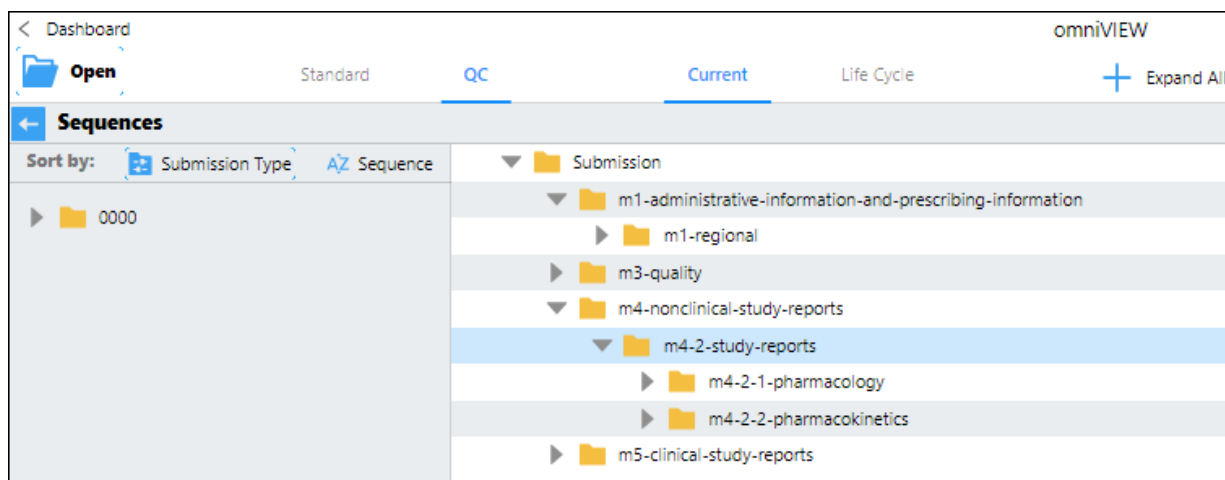 Dashboard omniVIEW
Open Standard QC Current Life Cycle Expand All
Sequences
Sort by: Submission Type AZ Sequence
Submission
m1-administrative-information-and-prescribing-information
0000
m1-regional
m3-quality
m4-nonclinical-study-reports
m4-2-study-reports
m4-2-1-pharmacology
m4-2-2-pharmacokinetics
m5-clinical-study-reports